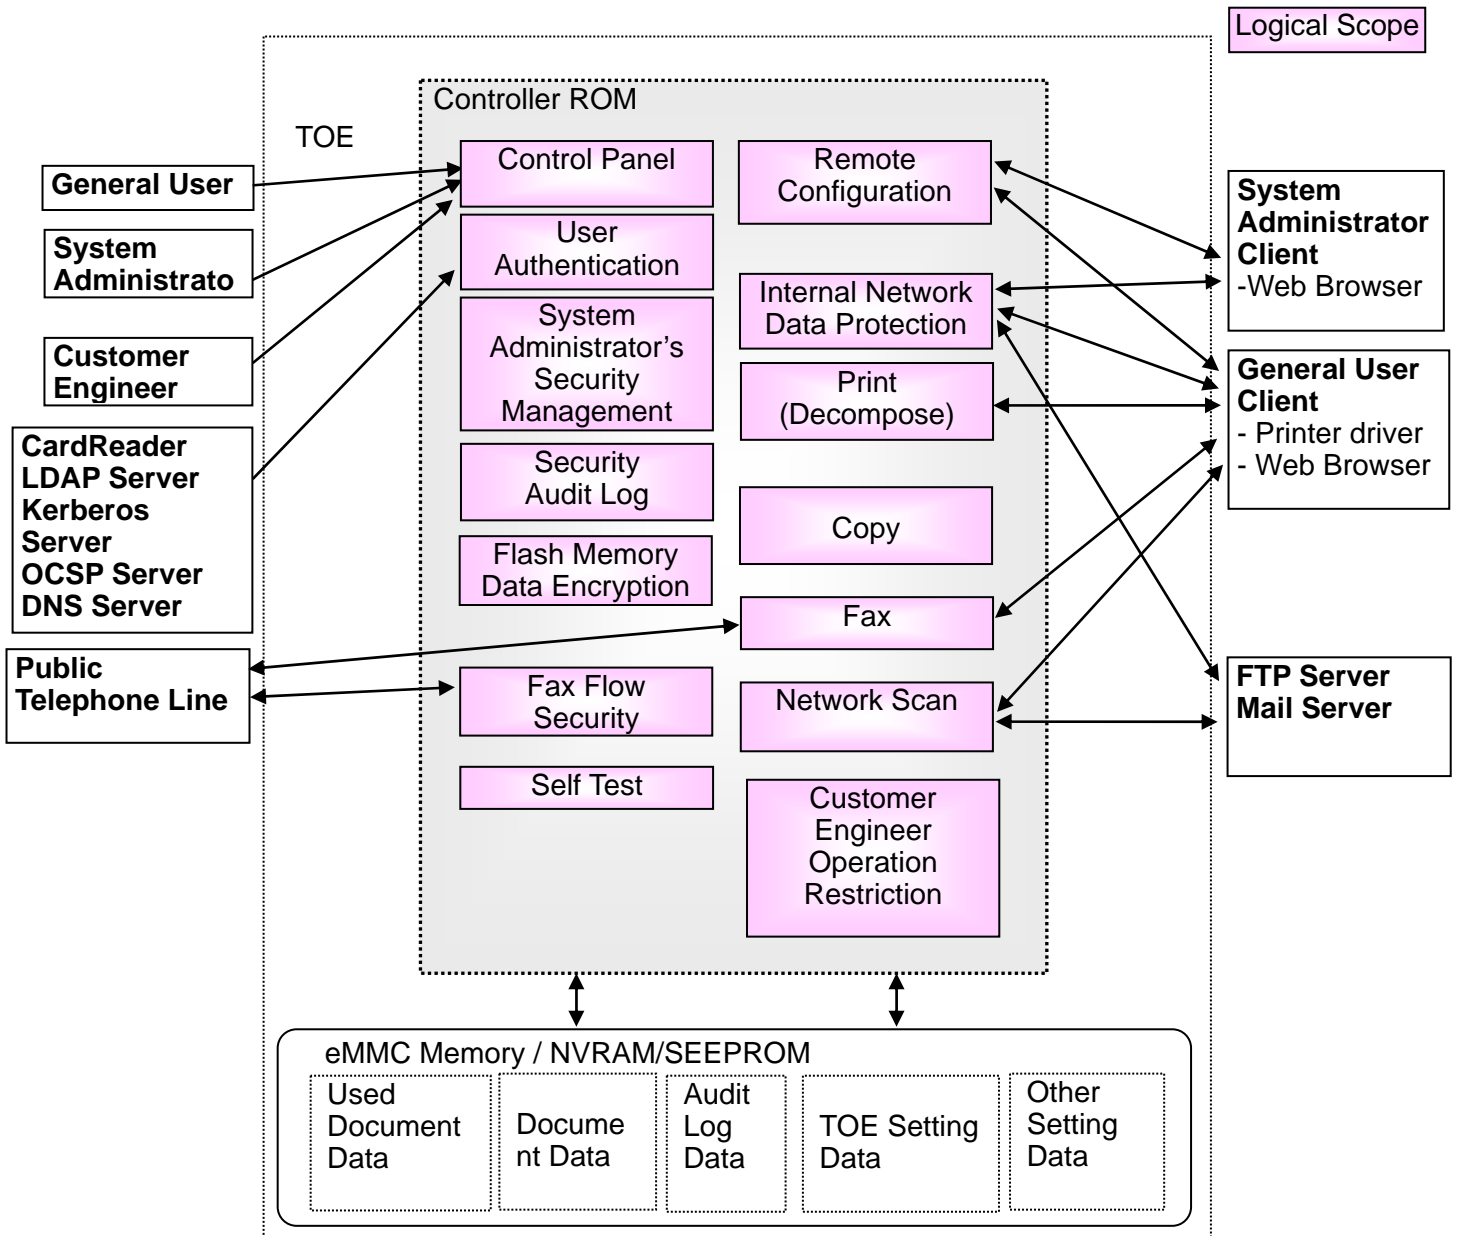 Logical Scope
Controller ROM
TOE
General User
System
Administrato
Customer
Engineer
CardReader
LDAP Server
Kerberos
Server
OCSP Server
DNS Server
Public
Telephone Line
Control Panel
User
Authentication
System
Administrator’s
Security
Management
Security
Audit Log
Flash Memory
Data Encryption
Fax Flow
Security
Self Test
Remote
Configuration
Internal Network
Data Protection
Print
(Decompose)
Copy
Fax
Network Scan
Customer
Engineer
Operation
Restriction
System
Administrator
Client
-Web Browser
General User
Client
- Printer driver
- Web Browser
FTP Server
Mail Server
eMMC Memory / NVRAM/SEEPROM
Used
Document
Data
Docume
nt Data
Audit
Log
Data
TOE Setting
Data
Other
Setting
Data